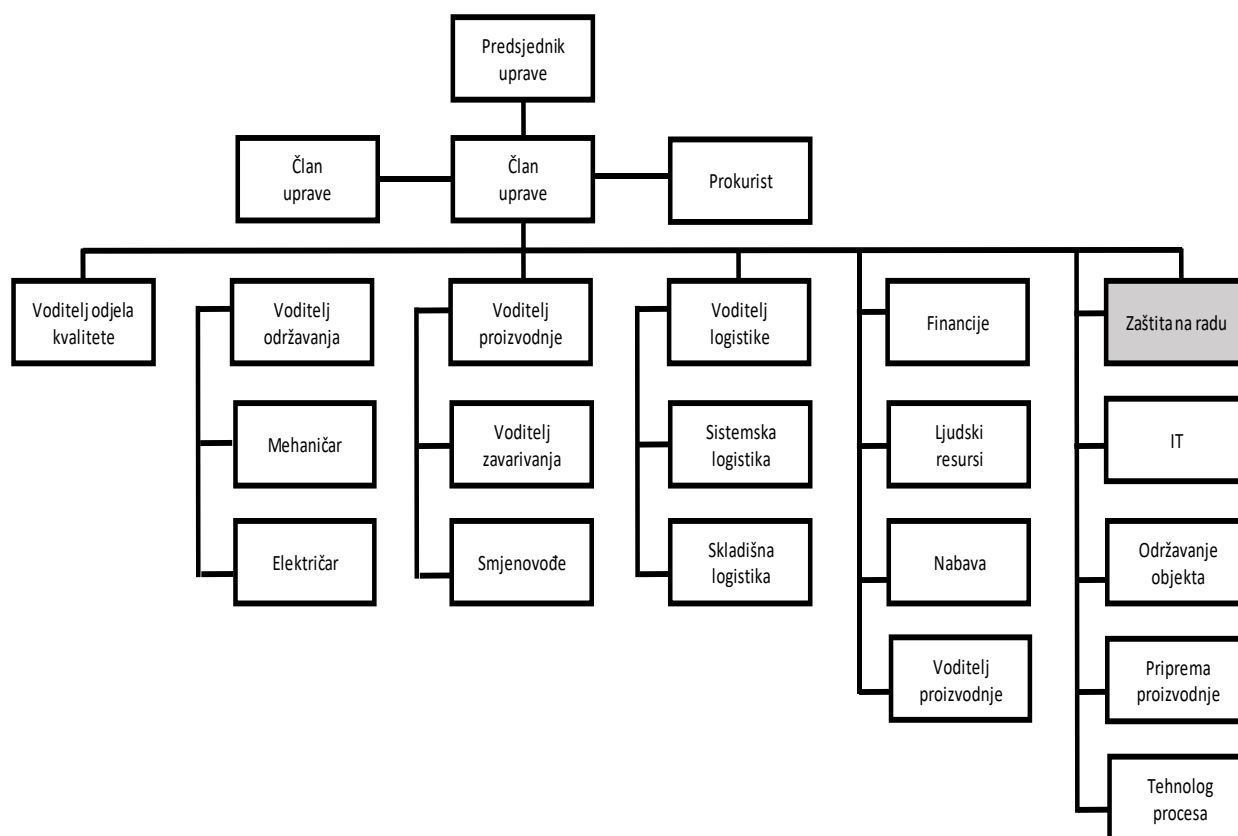 Predsjednik
uprave
Član
uprave
Član
uprave
Prokurist
Voditelj odjela
kvalitete
Voditelj
održavanja
Voditelj
proizvodnje
Voditelj
logistike
Financije
Zaštita na radu
Mehaničar
Voditelj
zavarivanja
Sistemska
logistika
Ljudski
resursi
IT
Električar
Smjenovođe
Skladišna
logistika
Nabava
Održavanje
objekta
Voditelj
proizvodnje
Priprema
proizvodnje
Tehnolog
procesa